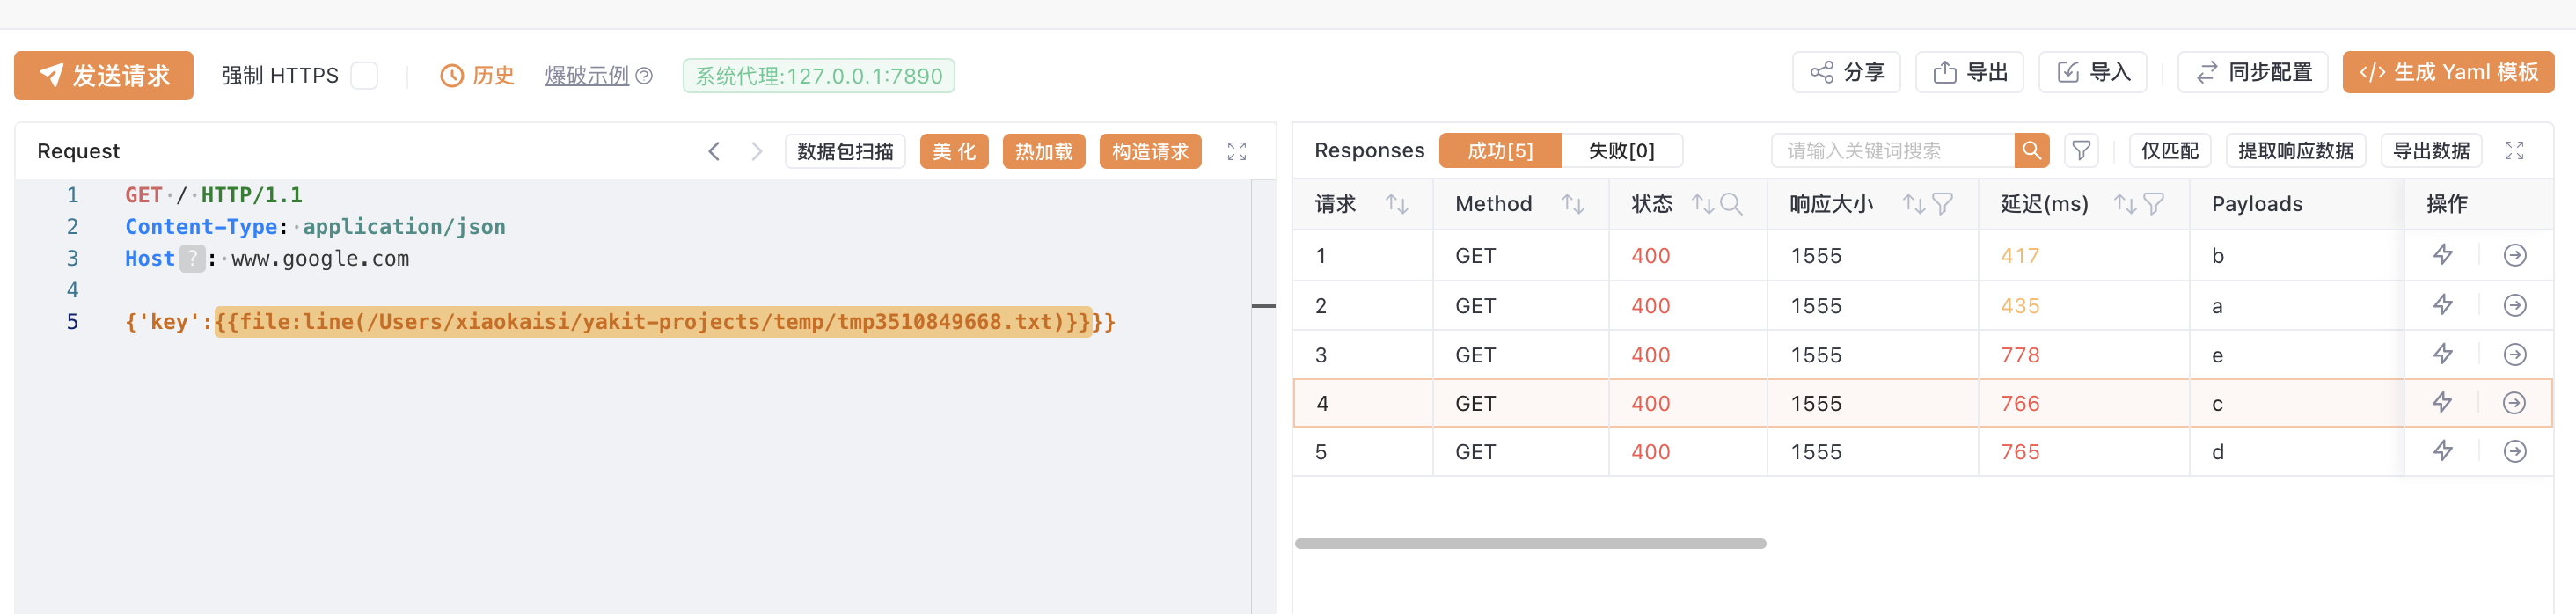 发送请求 强制 HTTPS 历史 爆破示例 系统代理:127.0.0.1:7890 分享 导出 导入 同步配置 </> 生成 Yaml 模板
Request 数据包扫描 美 化 热加载 构造请求
1 GET / HTTP/1.1
2 Content-Type: application/json
3 Host ? : www.google.com
4
5 {'key':{{file:line(/Users/xiaokaisi/yakit-projects/temp/tmp3510849668.txt)}}}}
Responses 成功[5] 失败[0] 请输入关键词搜索 仅匹配 提取响应数据 导出数据
请求 Method 状态 响应大小 延迟(ms) Payloads 操作
1 GET 400 1555 417 b
2 GET 400 1555 435 a
3 GET 400 1555 778 e
4 GET 400 1555 766 c
5 GET 400 1555 765 d